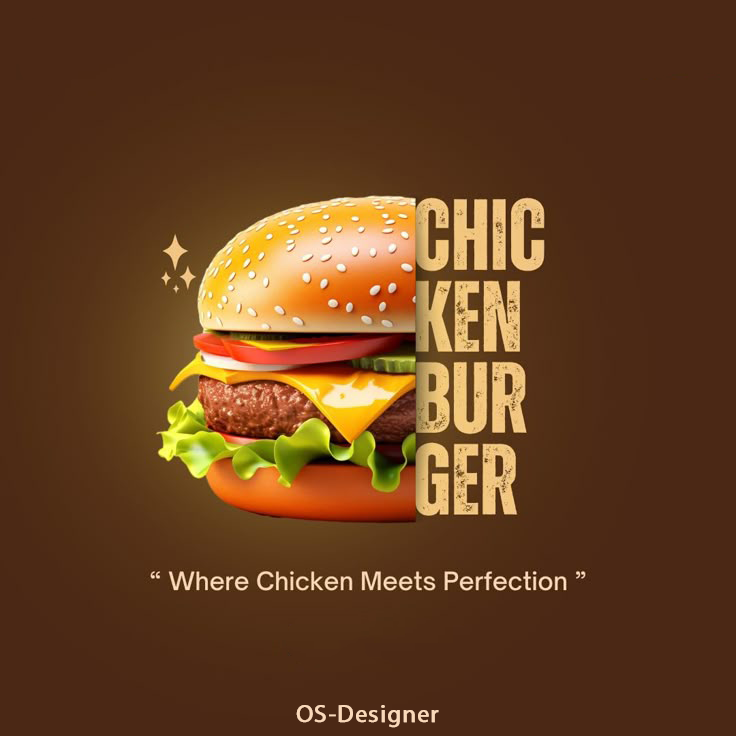 CHIC
KEN
BUR
GER
“ Where Chicken Meets Perfection ”
OS-Designer